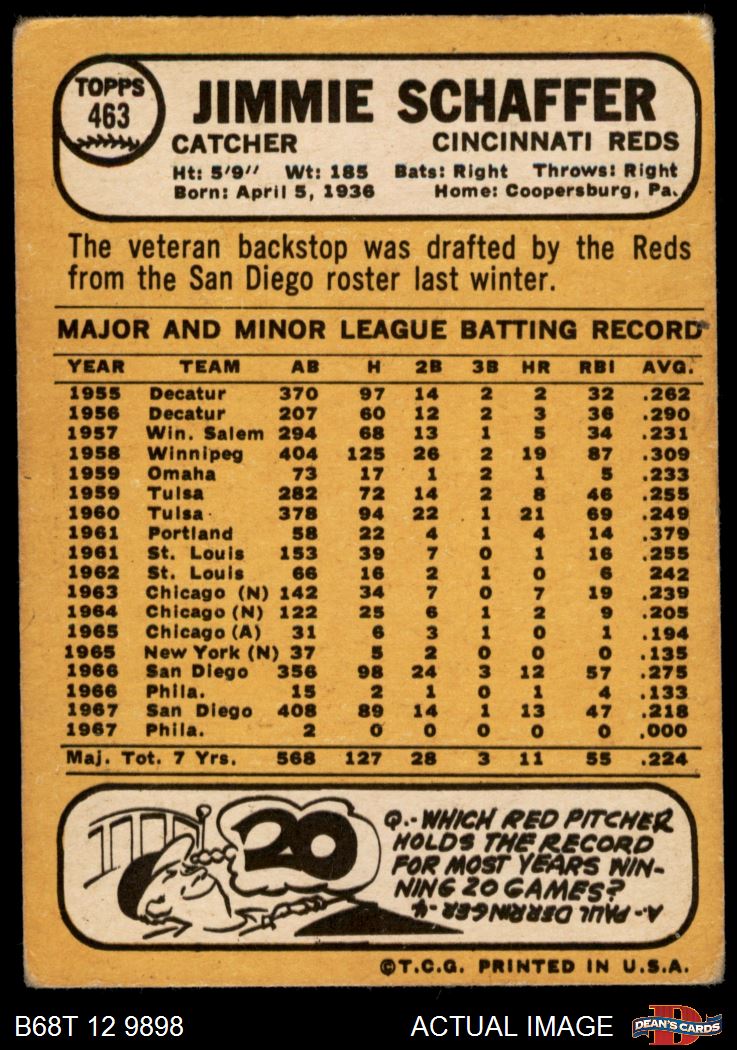 TOPPS
463
JIMMIE SCHAFFER
CATCHER CINCINNATI REDS
Ht: 5'9" Wt: 185 Bats: Right Throws: Right
Born: April 5, 1936 Home: Coopersburg, Pa.
The veteran backstop was drafted by the Reds
from the San Diego roster last winter.
MAJOR AND MINOR LEAGUE BATTING RECORD
YEAR TEAM AB H 2B 3B HR RBI AVG.
1955 Decatur 370 97 14 2 2 32 .262
1956 Decatur 207 60 12 2 3 36 .290
1957 Win. Salem 294 68 13 1 5 34 .231
1958 Winnipeg 404 125 26 2 19 87 .309
1959 Omaha 73 17 1 2 1 5 .233
1959 Tulsa 282 72 14 2 8 46 .255
1960 Tulsa 378 94 22 1 21 69 .249
1961 Portland 58 22 4 1 4 14 .379
1961 St. Louis 153 39 7 0 1 16 .255
1962 St. Louis 66 16 2 1 0 6 242
1963 Chicago (N) 142 34 7 0 7 19 .239
1964 Chicago (N) 122 25 6 1 2 9 .205
1965 Chicago (A) 31 6 3 1 0 1 .194
1965 New York (N) 37 5 2 0 0 0 .135
1966 San Diego 356 98 24 3 12 57 .275
1966 Phila. 15 2 1 0 1 4 .133
1967 San Diego 408 89 14 1 13 47 .218
1967 Phila. 2 0 0 0 0 0 .000
Maj. Tot. 7 Yrs. 568 127 28 3 11 55 .224
20
Q.-WHICH RED PITCHER
HOLDS THE RECORD
FOR MOST YEARS WIN-
NING 20 GAMES?
A-PAUL DERRINGER-4
©T.C.G. PRINTED IN U.S.A.
B68T 12 9898 ACTUAL IMAGE DEAN'S CARDS